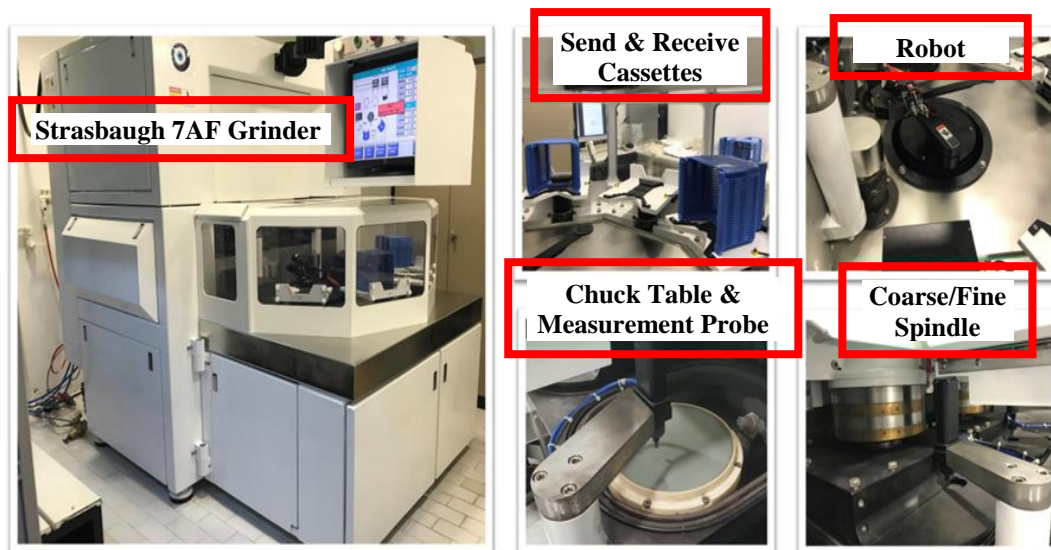 Strasbaugh 7AF Grinder
Send & Receive
Cassettes
Robot
Chuck Table &
Measurement Probe
Coarse/Fine
Spindle